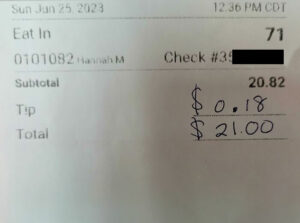 Sun Jun 25, 2023 12:36 PM CDT
Eat In 71
0101082 Hannah M Check #35
Subtotal 20.82
Tip $ 0.18
Total $ 21.00